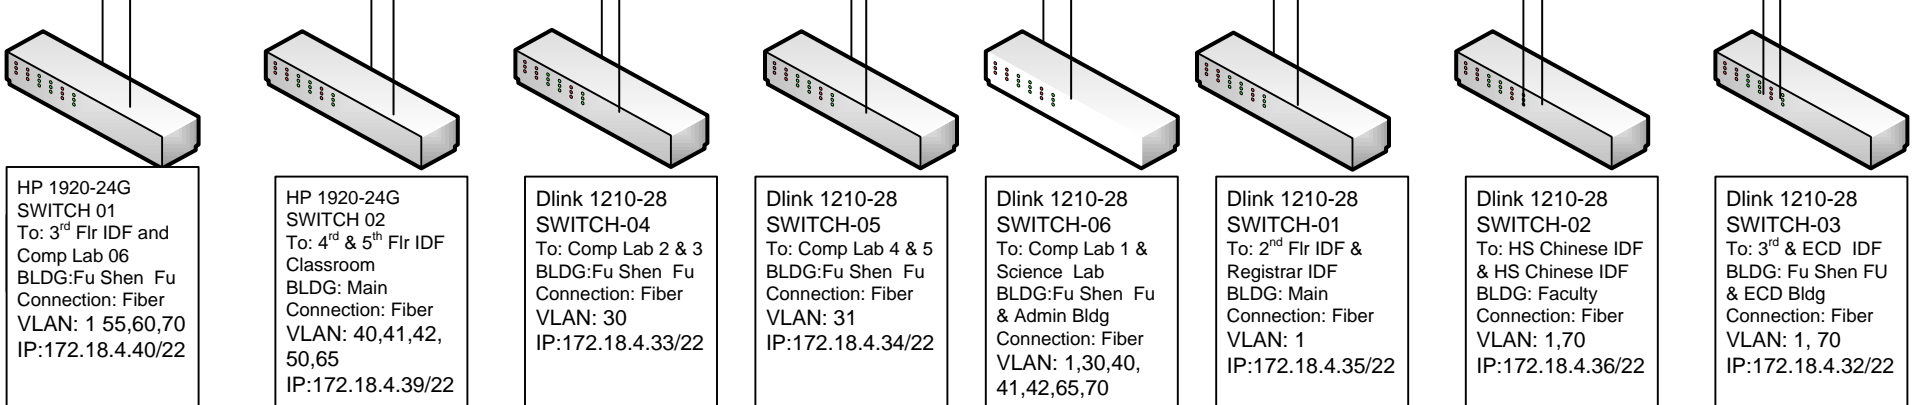 HP 1920-24G
SWITCH 01
To: 3rd Flr IDF and
Comp Lab 06
BLDG:Fu Shen Fu
Connection: Fiber
VLAN: 1 55,60,70
IP:172.18.4.40/22
HP 1920-24G
SWITCH 02
To: 4rd & 5th Flr IDF
Classroom
BLDG: Main
Connection: Fiber
VLAN: 40,41,42,
50,65
IP:172.18.4.39/22
Dlink 1210-28
SWITCH-04
To: Comp Lab 2 & 3
BLDG:Fu Shen Fu
Connection: Fiber
VLAN: 30
IP:172.18.4.33/22
Dlink 1210-28
SWITCH-05
To: Comp Lab 4 & 5
BLDG:Fu Shen Fu
Connection: Fiber
VLAN: 31
IP:172.18.4.34/22
Dlink 1210-28
SWITCH-06
To: Comp Lab 1 &
Science Lab
BLDG:Fu Shen Fu
& Admin Bldg
Connection: Fiber
VLAN: 1,30,40,
41,42,65,70
Dlink 1210-28
SWITCH-01
To: 2nd Flr IDF &
Registrar IDF
BLDG: Main
Connection: Fiber
VLAN: 1
IP:172.18.4.35/22
Dlink 1210-28
SWITCH-02
To: HS Chinese IDF
& HS Chinese IDF
BLDG: Faculty
Connection: Fiber
VLAN: 1,70
IP:172.18.4.36/22
Dlink 1210-28
SWITCH-03
To: 3rd & ECD IDF
BLDG: Fu Shen FU
& ECD Bldg
Connection: Fiber
VLAN: 1, 70
IP:172.18.4.32/22